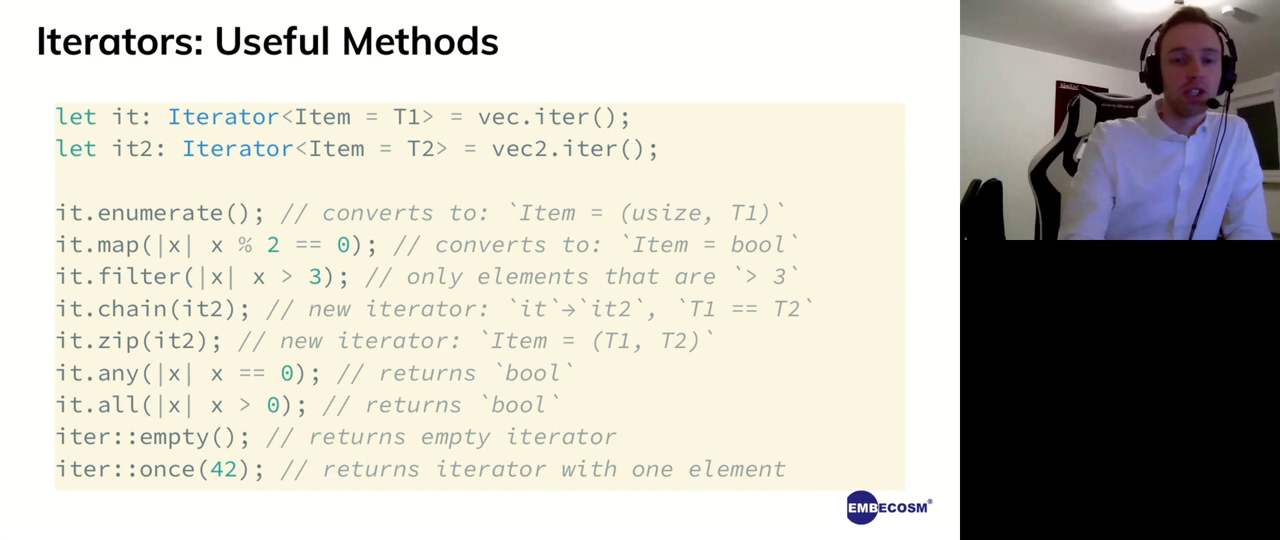 Iterators: Useful Methods
let it: Iterator<Item = T1> = vec.iter();
let it2: Iterator<Item = T2> = vec2.iter();
it.enumerate(); // converts to: `Item = (usize, T1)`
it.map(|x| x % 2 == 0); // converts to: `Item = bool`
it.filter(|x| x > 3); // only elements that are `> 3`
it.chain(it2); // new iterator: `it`→`it2`, `T1 == T2`
it.zip(it2); // new iterator: `Item = (T1, T2)`
it.any(|x| x == 0); // returns `bool`
it.all(|x| x > 0); // returns `bool`
iter::empty(); // returns empty iterator
iter::once(42); // returns iterator with one element
EMBECOSM®